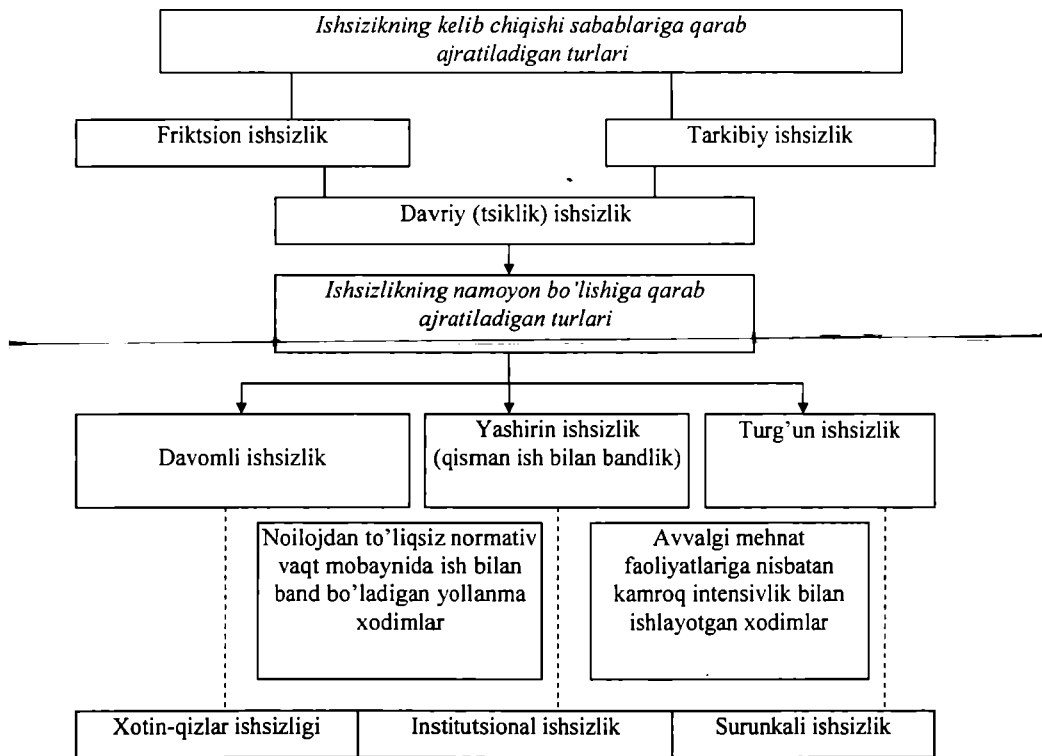 Ishsizikning kelib chiqishi sabablariga qarab
ajratiladigan turlari
Friktsion ishsizlik
Tarkibiy ishsizlik
Davriy (tsiklik) ishsizlik
Ishsizlikning namoyon bo'lishiga qarab
ajratiladigan turlari
Davomli ishsizlik
Yashirin ishsizlik
(qisman ish bilan bandlik)
Turg'un ishsizlik
Noilojdan to'liqsiz normativ
vaqt mobaynida ish bilan
band bo'ladigan yollanma
xodimlar
Avvalgi mehnat
faoliyatlariga nisbatan
kamroq intensivlik bilan
ishlayotgan xodimlar
Xotin-qizlar ishsizligi
Institutsional ishsizlik
Surunkali ishsizlik